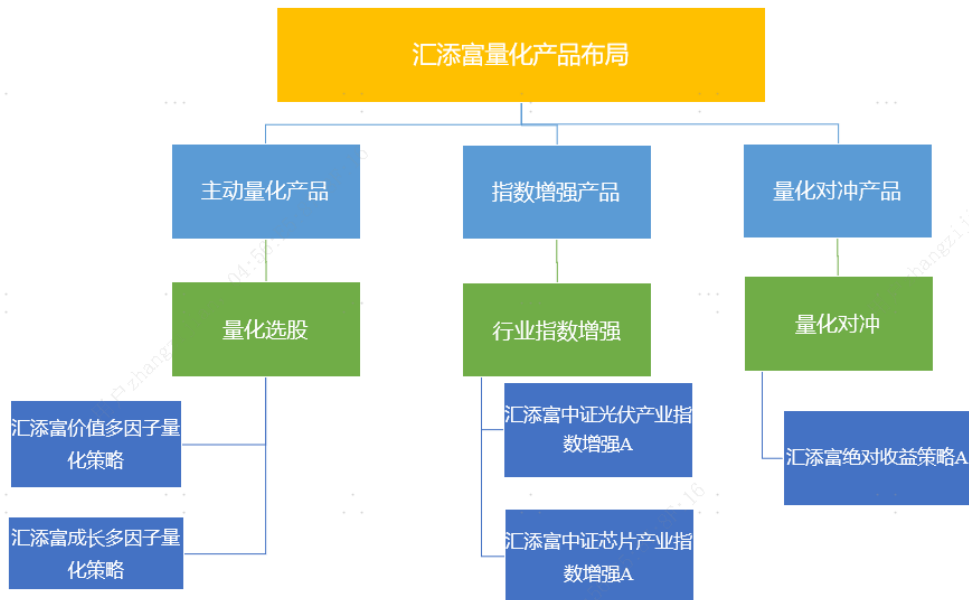 汇添富量化产品布局
主动量化产品
指数增强产品
量化对冲产品
量化选股
行业指数增强
量化对冲
汇添富价值多因子量
化策略
汇添富成长多因子量
化策略
汇添富中证光伏产业指
数增强A
汇添富中证芯片产业指
数增强A
汇添富绝对收益策略A